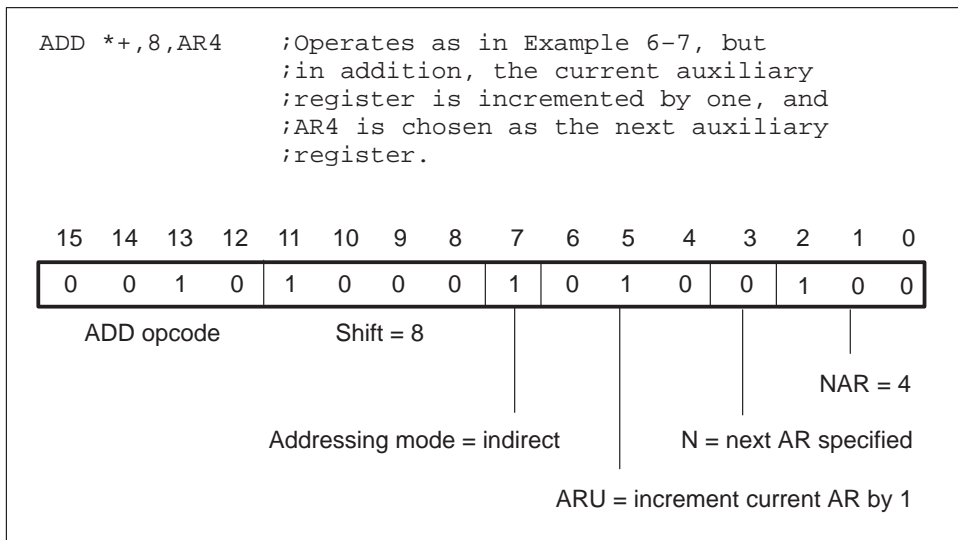 ADD *+,8,AR4 ;Operates as in Example 6–7, but
;in addition, the current auxiliary
;register is incremented by one, and
;AR4 is chosen as the next auxiliary
;register.
15 14 13 12 11 10 9 8 7 6 5 4 3 2 1 0
0 0 1 0 1 0 0 0 1 0 1 0 0 1 0 0
ADD opcode Shift = 8
NAR = 4
Addressing mode = indirect N = next AR specified
ARU = increment current AR by 1